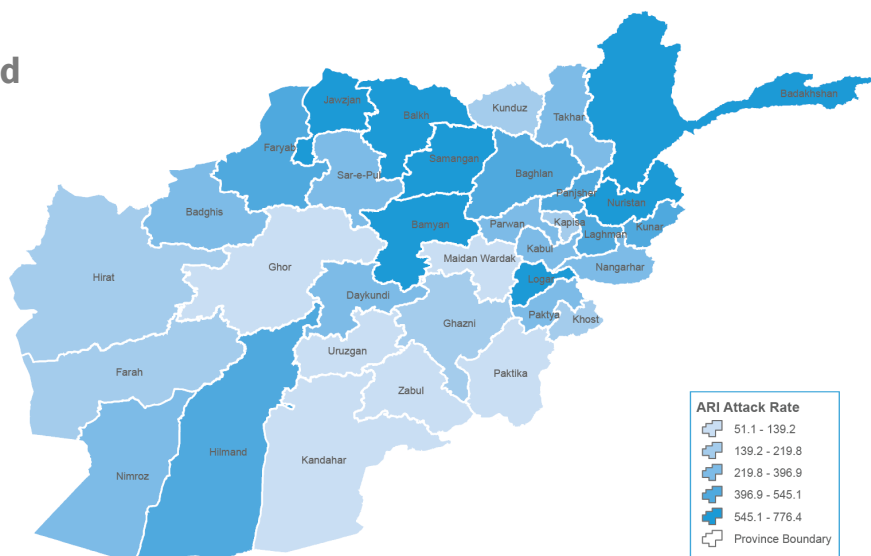 d
Jawzjan
Balkh
Badakhshan
Kunduz
Takhar
Faryab
Samangan
Sar-e-Pul
Baghlan
Panjsher
Nuristan
Badghis
Bamyan
Parwan
Kapisa
Kunar
Laghman
Kabul
Maidan Wardak
Ghor
Nangarhar
Hirat
Logar
Daykundi
Paktya
Khost
Ghazni
Uruzgan
Farah
Paktika
Zabul
Hilmand
Kandahar
Nimroz
ARI Attack Rate
51.1 - 139.2
139.2 - 219.8
219.8 - 396.9
396.9 - 545.1
545.1 - 776.4
Province Boundary